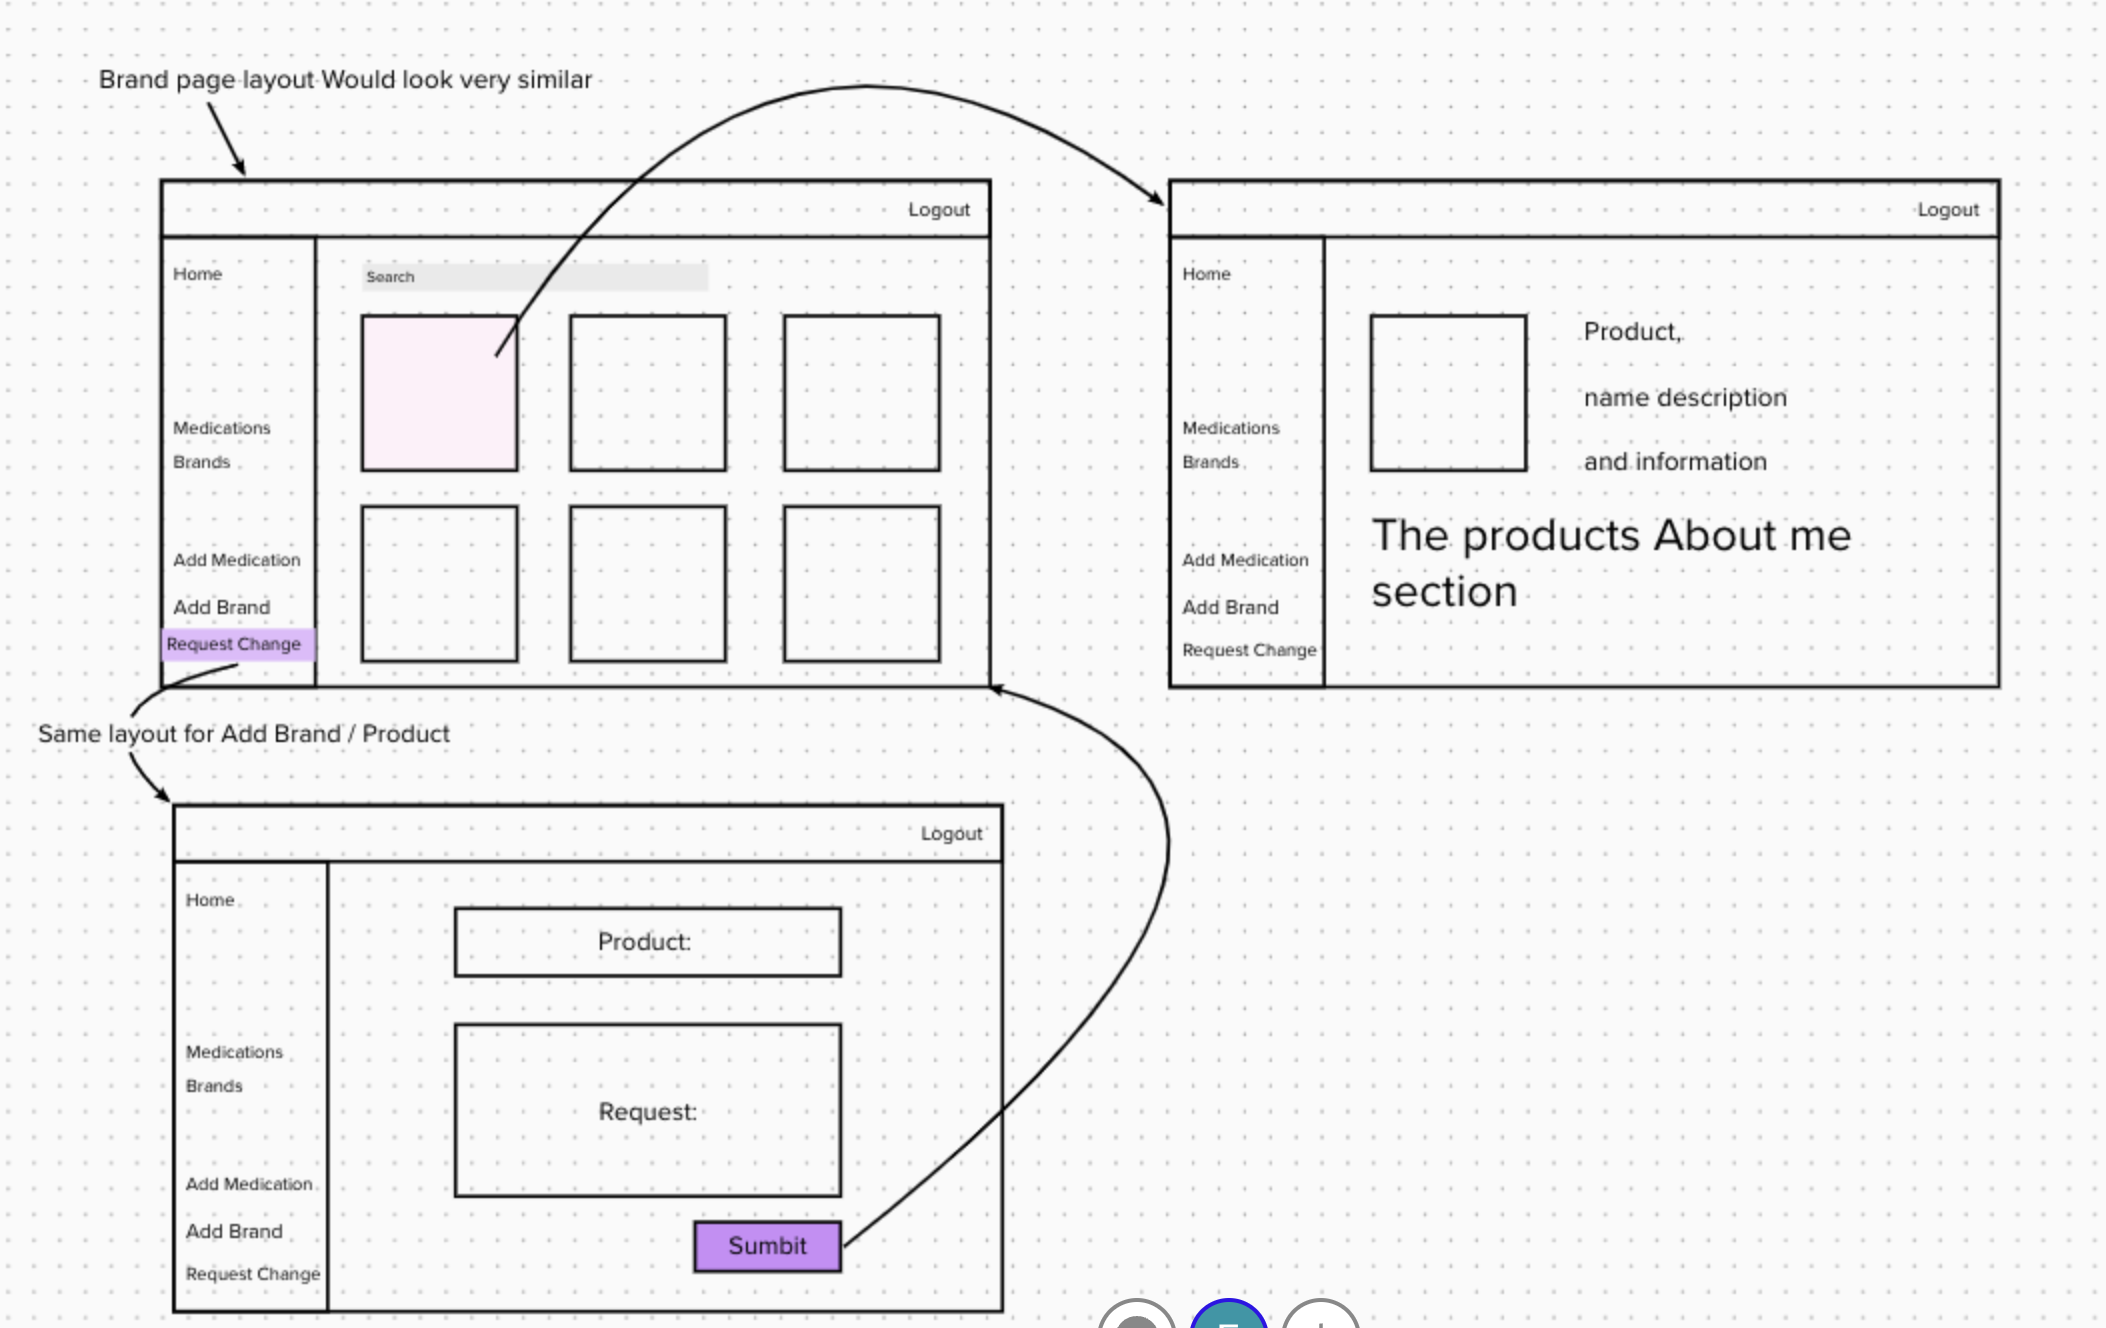 Brand page layout Would look very similar
Logout
Home
Search
Medications
Brands
Add Medication
Add Brand
Request Change
Logout
Home
Product,
name description
and information
Medications
Brands
The products About me
section
Add Medication
Add Brand
Request Change
Same layout for Add Brand / Product
Logout
Home
Product:
Medications
Brands
Request:
Add Medication
Add Brand
Request Change
Sumbit